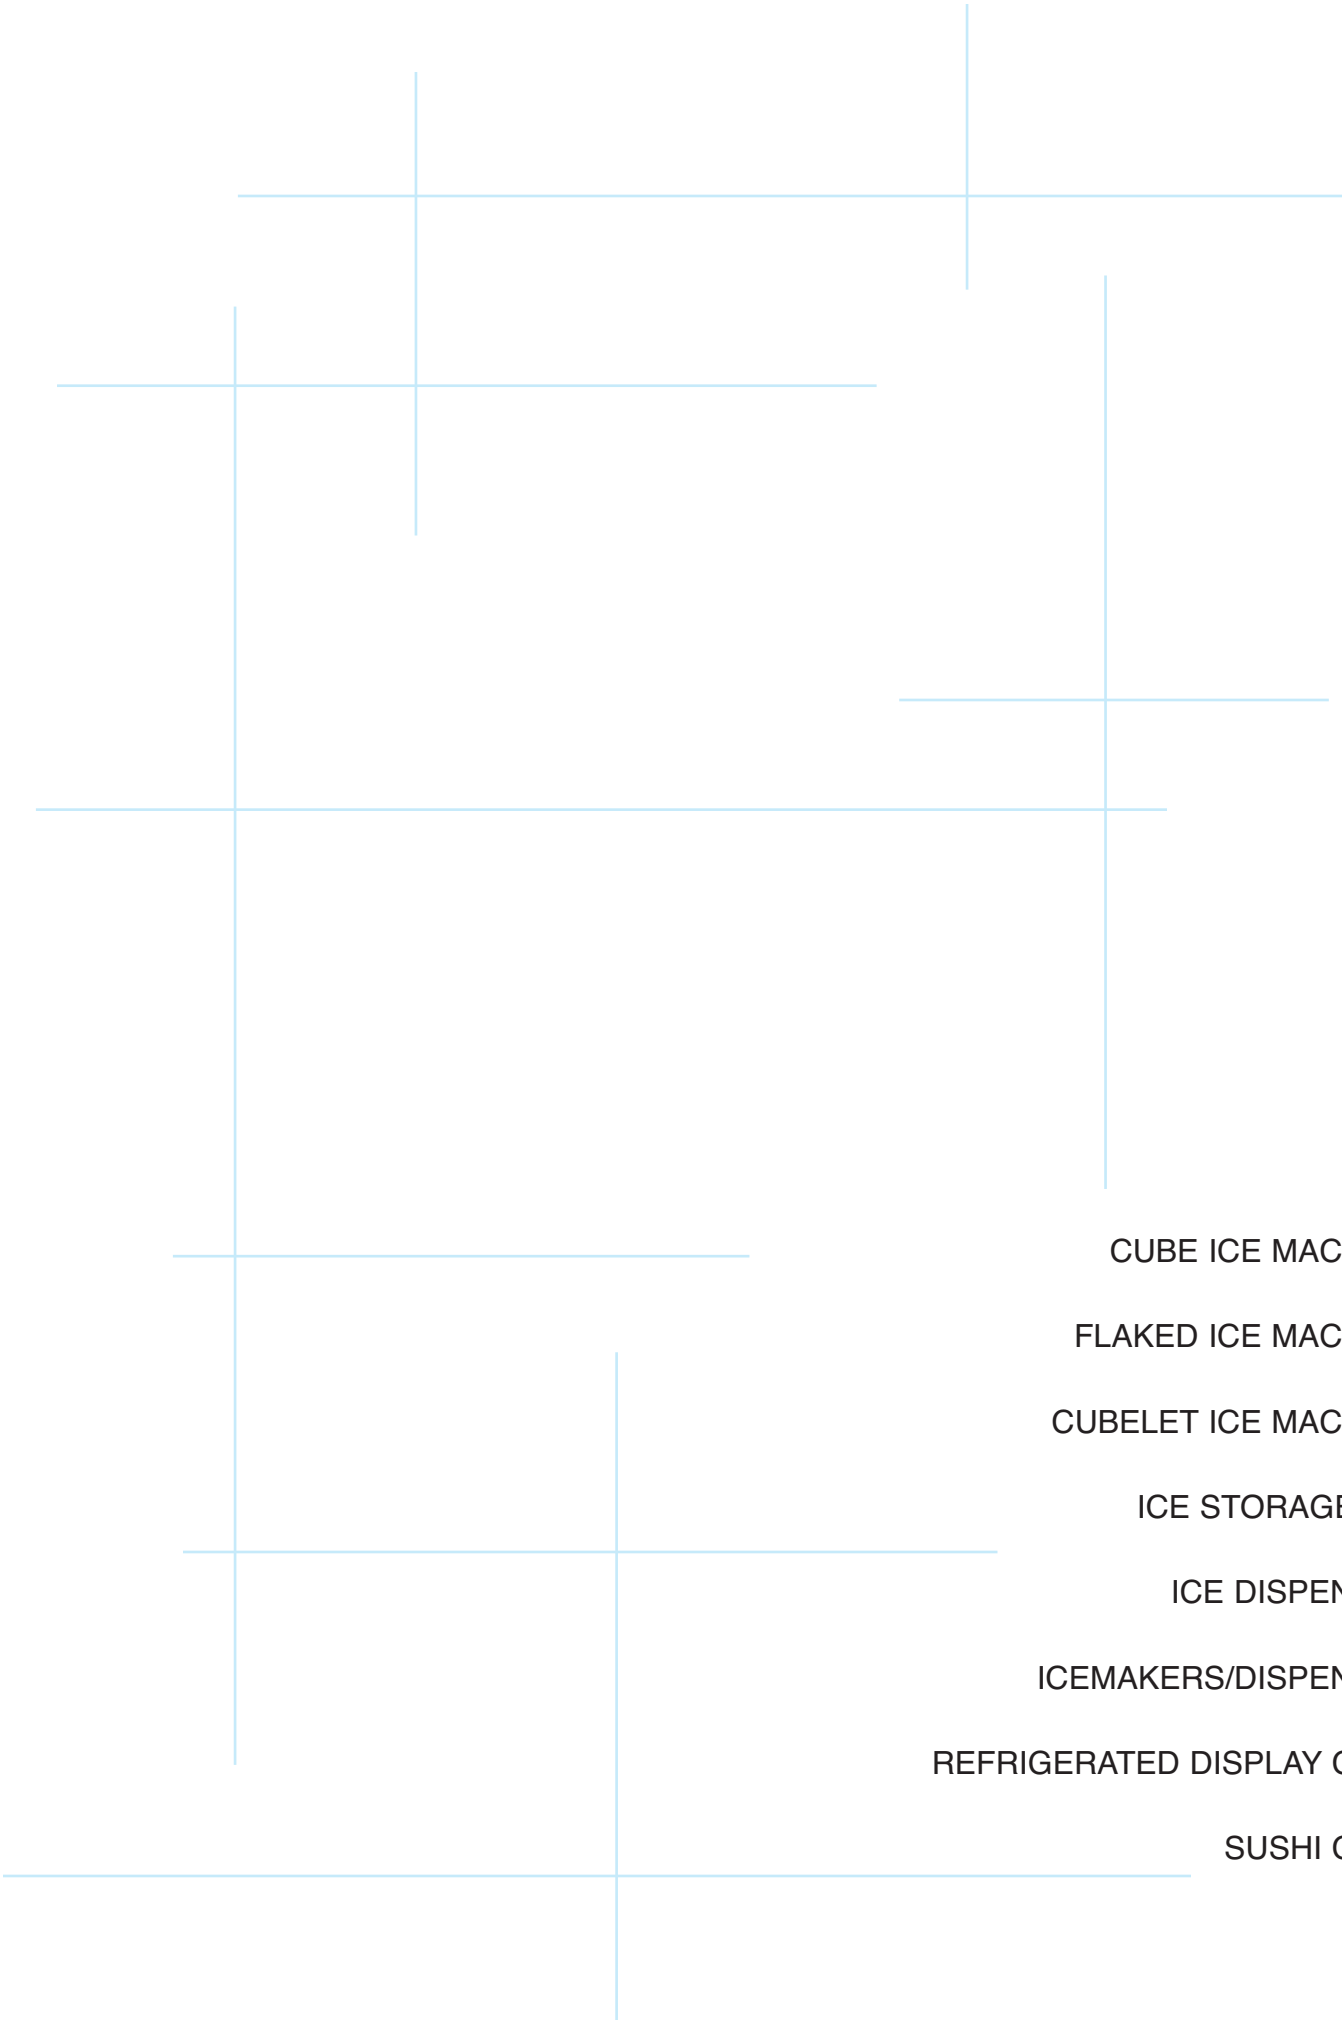 CUBE ICE MAC
FLAKED ICE MAC
CUBELET ICE MAC
ICE STORAGE
ICE DISPEN
ICEMAKERS/DISPEN
REFRIGERATED DISPLAY C
SUSHI C